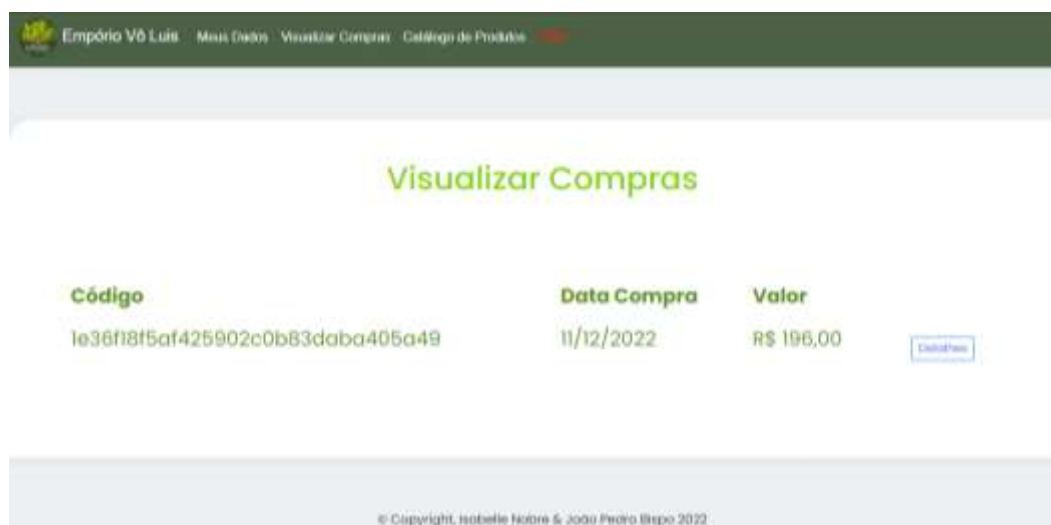 Empório Vô Luis Meus Dados Visualizar Compras Catálogo de Produtos
Visualizar Compras
Código Data Compra Valor
1e36f18f5af425902c0b83daba405a49 11/12/2022 R$ 196,00 Detalhes
© Copyright, Isabelle Nobre & João Pedro Bispo 2022